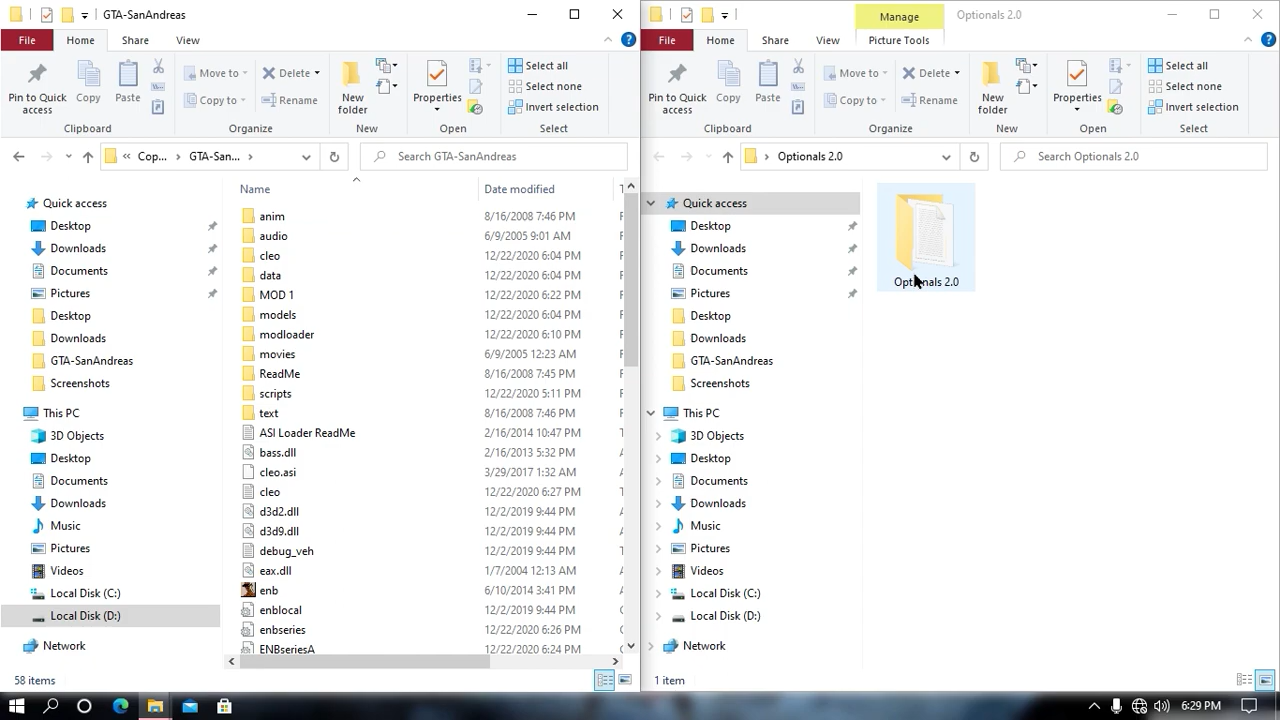 GTA-SanAndreas
File
Home
Share
View
Pin to Quick
access
Copy
Paste
Move to
Copy to
Delete
Rename
New
folder
Properties
Select all
Select none
Invert selection
Clipboard
Organize
New
Open
Select
Cop...
GTA-San...
Search GTA-SanAndreas
Quick access
Desktop
Downloads
Documents
Pictures
Desktop
Downloads
GTA-SanAndreas
Screenshots
This PC
3D Objects
Desktop
Documents
Downloads
Music
Pictures
Videos
Local Disk (C:)
Local Disk (D:)
Network
Name Date modified T
anim 8/16/2008 7:46 PM F
audio 6/9/2005 9:01 AM F
cleo 12/22/2020 6:04 PM F
data 12/22/2020 6:04 PM F
MOD 1 12/22/2020 6:22 PM F
models 12/22/2020 6:04 PM F
modloader 12/22/2020 6:10 PM F
movies 6/9/2005 12:23 AM F
ReadMe 8/16/2008 7:45 PM F
scripts 12/22/2020 5:11 PM F
text 8/16/2008 7:46 PM F
ASI Loader ReadMe 2/16/2014 10:47 PM T
bass.dll 2/16/2013 5:32 PM A
cleo.asi 3/29/2017 1:32 AM A
cleo 12/22/2020 6:27 PM T
d3d2.dll 12/2/2019 9:44 PM A
d3d9.dll 12/2/2019 9:44 PM A
debug_veh 12/2/2019 9:44 PM T
eax.dll 1/7/2004 12:13 AM A
enb 6/10/2014 3:41 PM F
enblocal 12/2/2019 9:44 PM C
enbseries 12/22/2020 6:26 PM C
ENBseriesA 12/22/2020 6:24 PM C
58 items
Manage
Optionals 2.0
File
Home
Share
View
Picture Tools
Pin to Quick
access
Copy
Paste
Move to
Copy to
Delete
Rename
New
folder
Properties
Select all
Select none
Invert selection
Clipboard
Organize
New
Open
Select
Optionals 2.0
Search Optionals 2.0
Quick access
Desktop
Downloads
Documents
Pictures
Desktop
Downloads
GTA-SanAndreas
Screenshots
This PC
3D Objects
Desktop
Documents
Downloads
Music
Pictures
Videos
Local Disk (C:)
Local Disk (D:)
Network
Optionals 2.0
1 item
6:29 PM